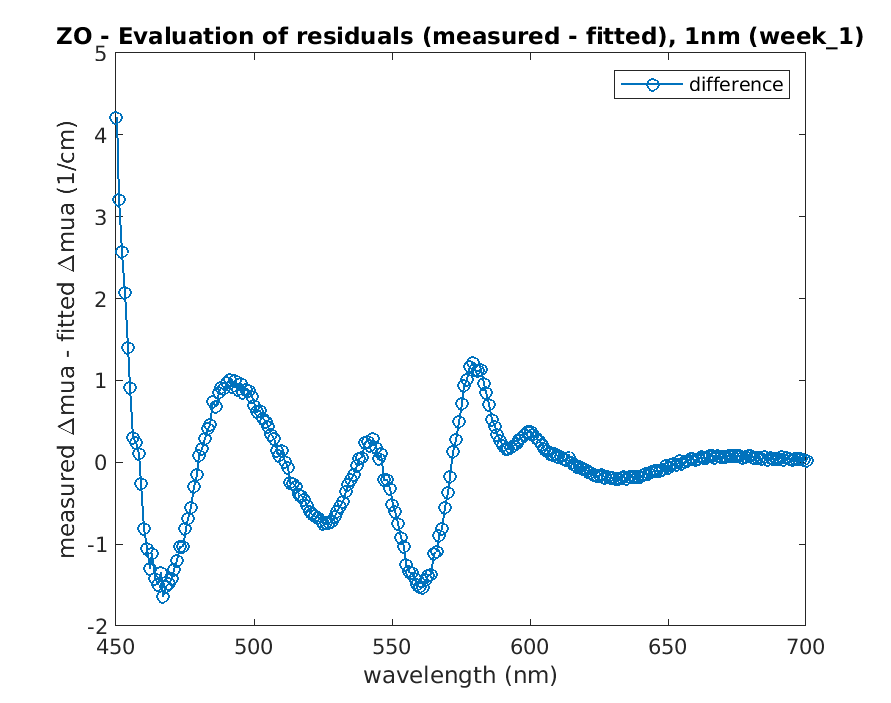 ZO - Evaluation of residuals (measured - fitted), 1nm (week_1)
difference
measured Δmua - fitted Δmua (1/cm)
5
4
3
2
1
0
-1
-2
450 500 550 600 650 700
wavelength (nm)